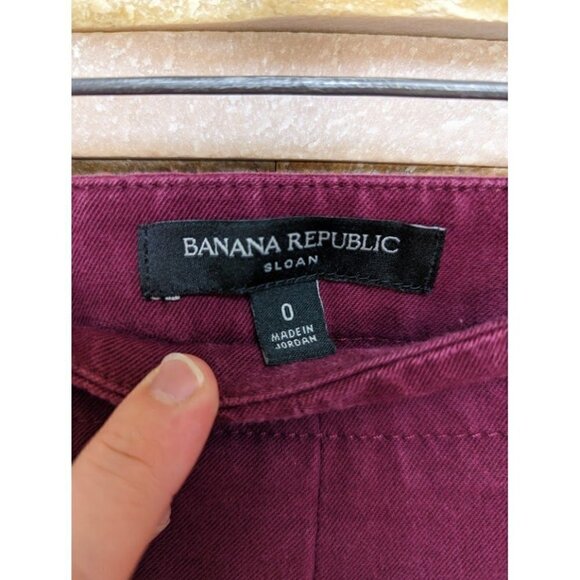 BANANA REPUBLIC
SLOAN
0
MADE IN
JORDAN